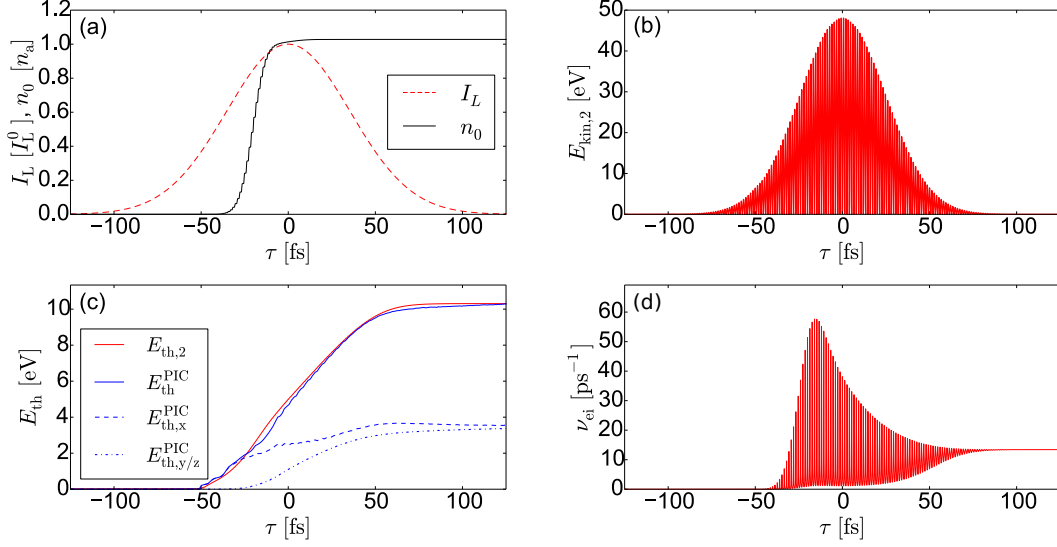 (a)
1.2
1.0
0.8
0.6
0.4
0.2
0.0
I_L [I_L^0], n_0 [n_a]
I_L
n_0
−100 −50 0 50 100
τ [fs]
(b)
50
40
30
20
10
0
E_kin,2 [eV]
−100 −50 0 50 100
τ [fs]
(c)
10
8
6
4
2
0
E_th [eV]
E_th,2
E_th^PIC
E_th,x^PIC
E_th,y/z^PIC
−100 −50 0 50 100
τ [fs]
(d)
60
50
40
30
20
10
0
ν_ei [ps^−1]
−100 −50 0 50 100
τ [fs]